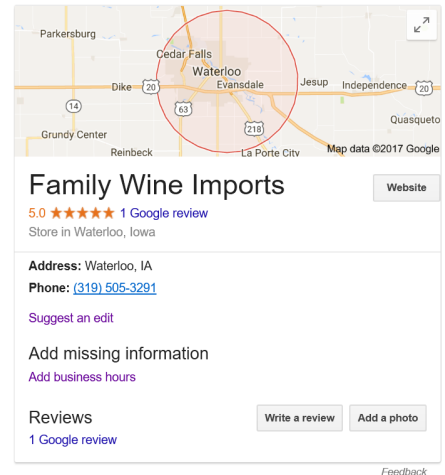 Parkersburg
Cedar Falls
Waterloo
Dike 20 Evansdale Jesup Independence 20
14
63
Quasqueto
218
Grundy Center
Reinbeck La Porte City Map data ©2017 Google
Family Wine Imports
Website
5.0 ★★★★★ 1 Google review
Store in Waterloo, Iowa
Address: Waterloo, IA
Phone: (319) 505-3291
Suggest an edit
Add missing information
Add business hours
Reviews Write a review Add a photo
1 Google review
Feedback